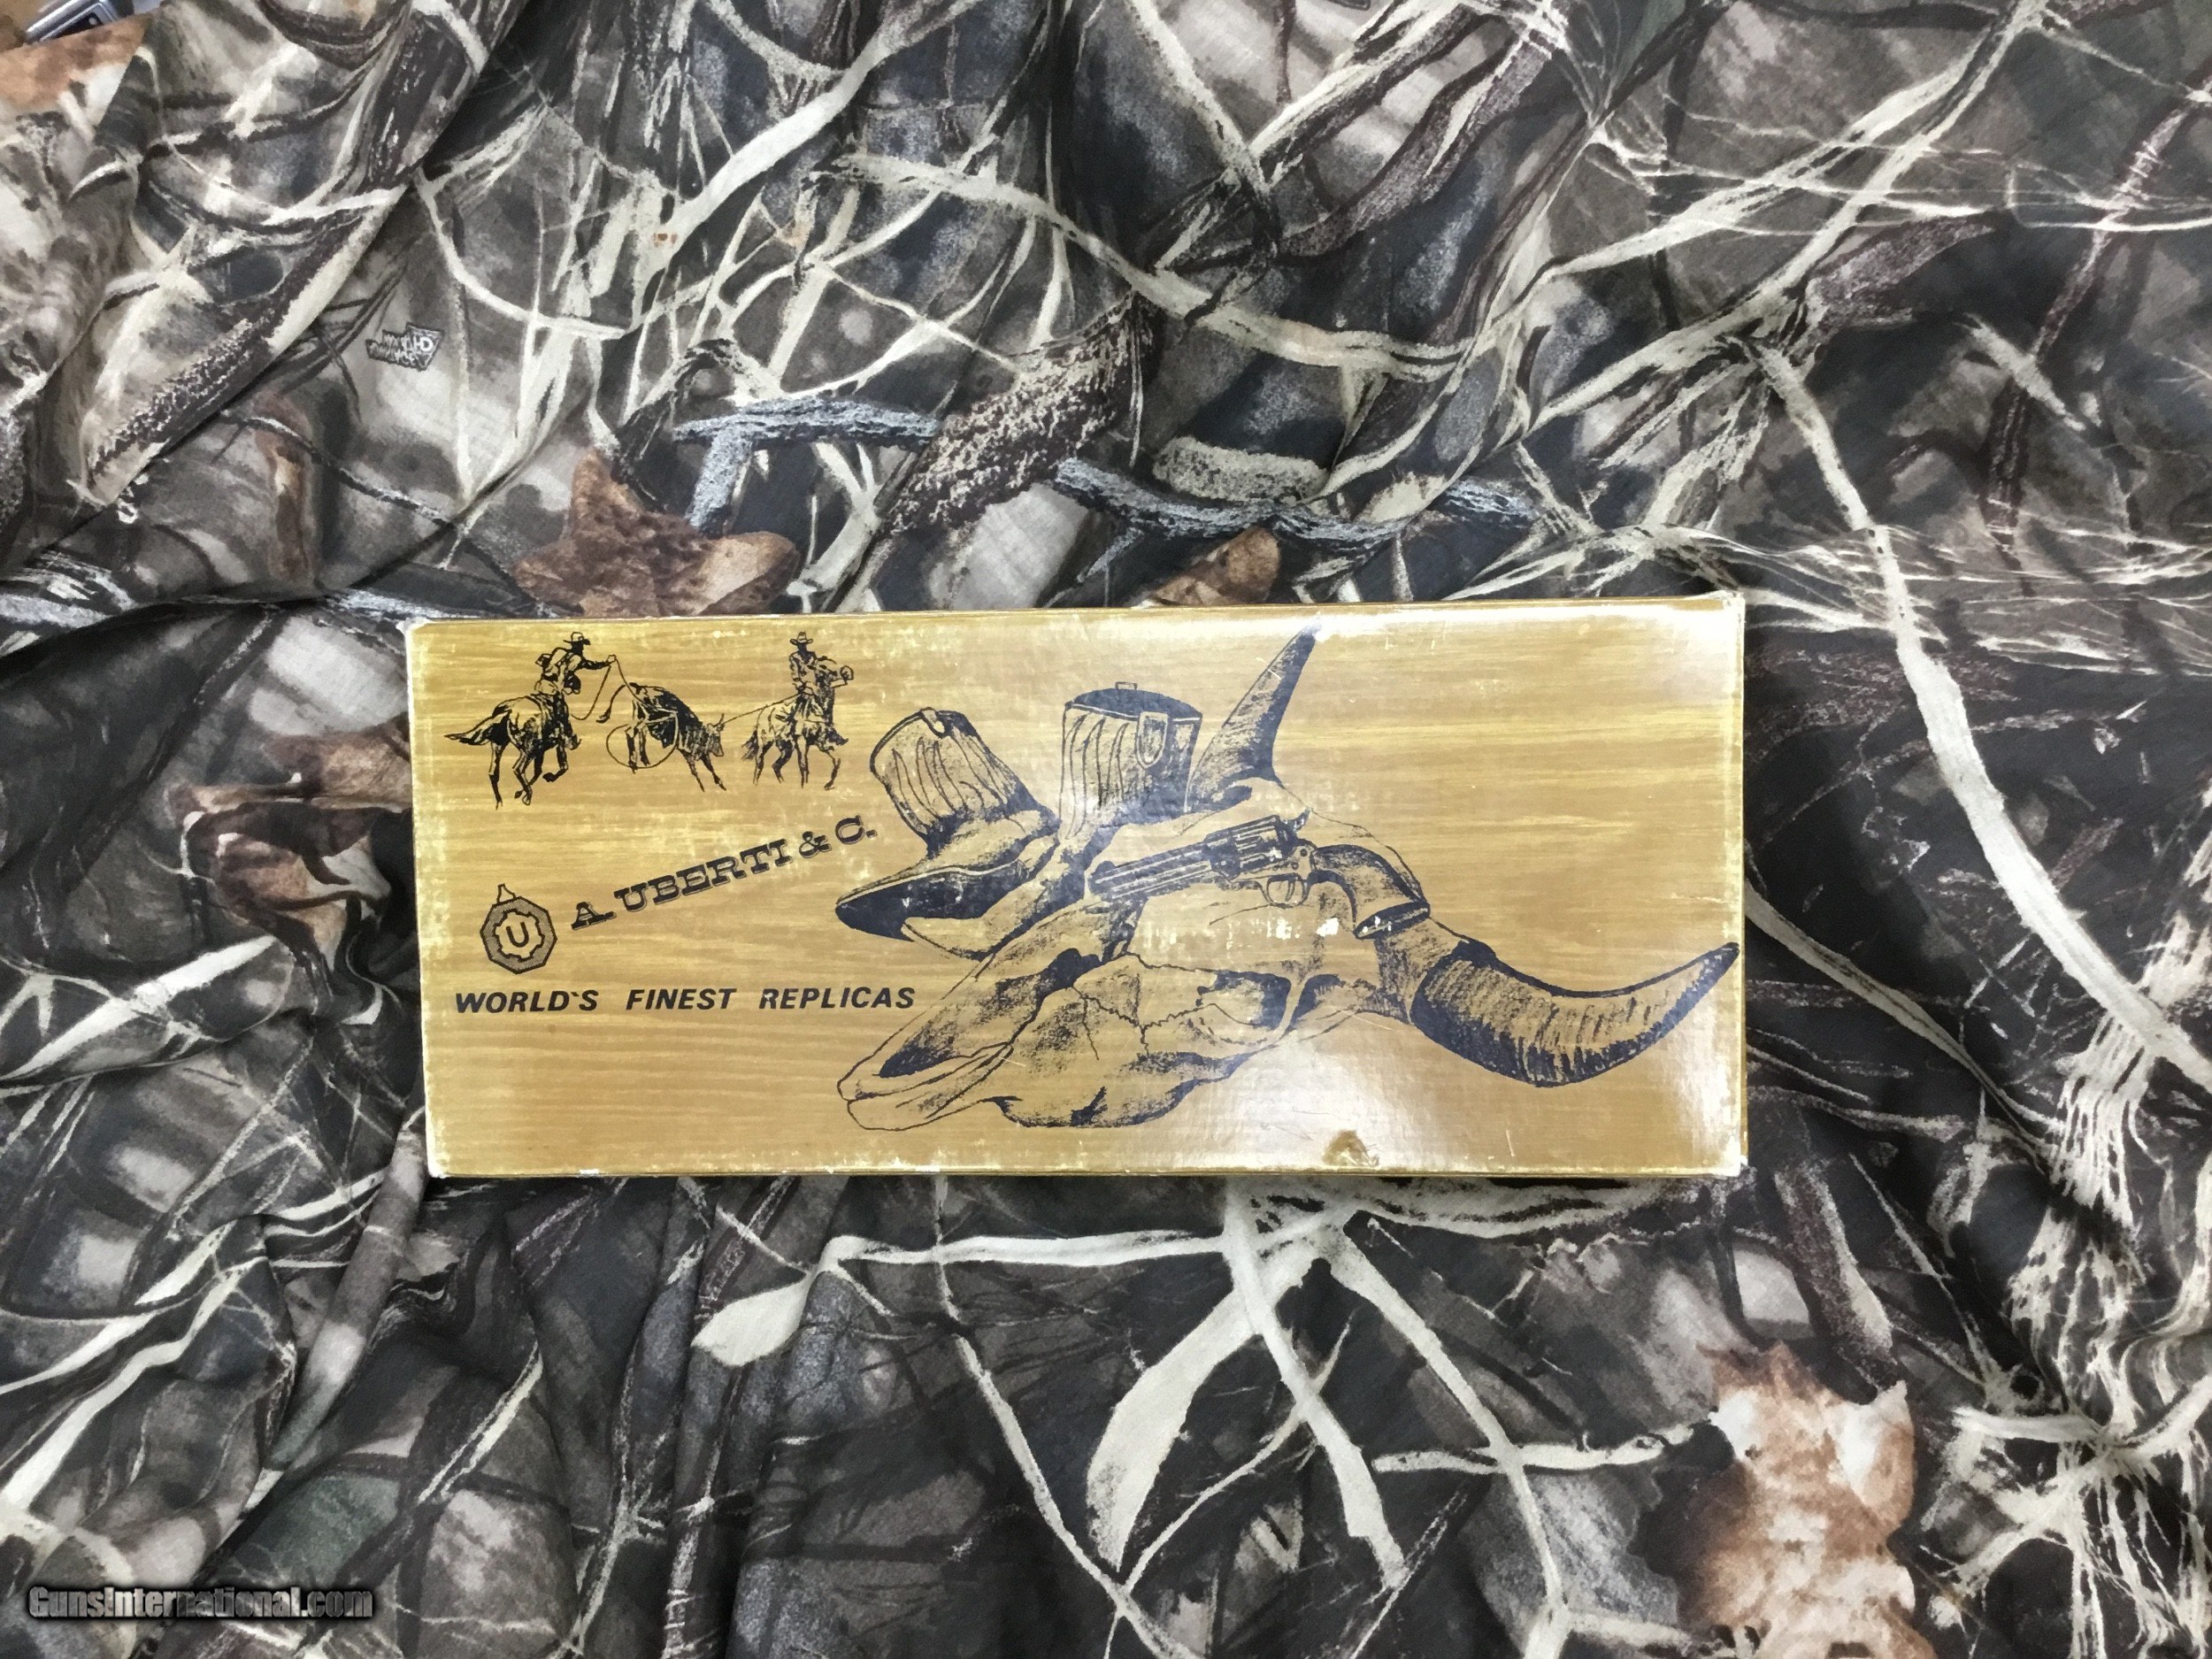 A. UBERTI & C.
U
WORLD'S FINEST REPLICAS
GunsInternational.com